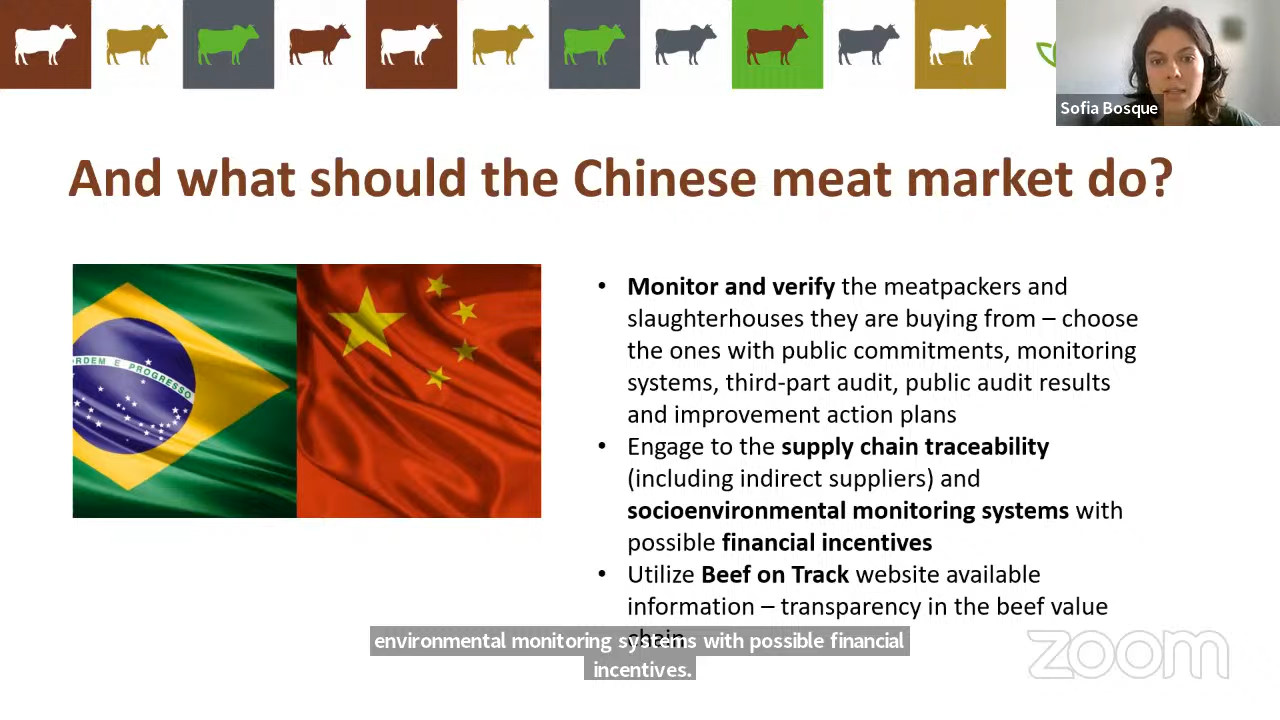 Sofia Bosque
And what should the Chinese meat market do?
ORDEM E PROGRESSO
• Monitor and verify the meatpackers and
slaughterhouses they are buying from – choose
the ones with public commitments, monitoring
systems, third-part audit, public audit results
and improvement action plans
• Engage to the supply chain traceability
(including indirect suppliers) and
socioenvironmental monitoring systems with
possible financial incentives
• Utilize Beef on Track website available
information – transparency in the beef value
chain
environmental monitoring systems with possible financial
incentives.
zoom